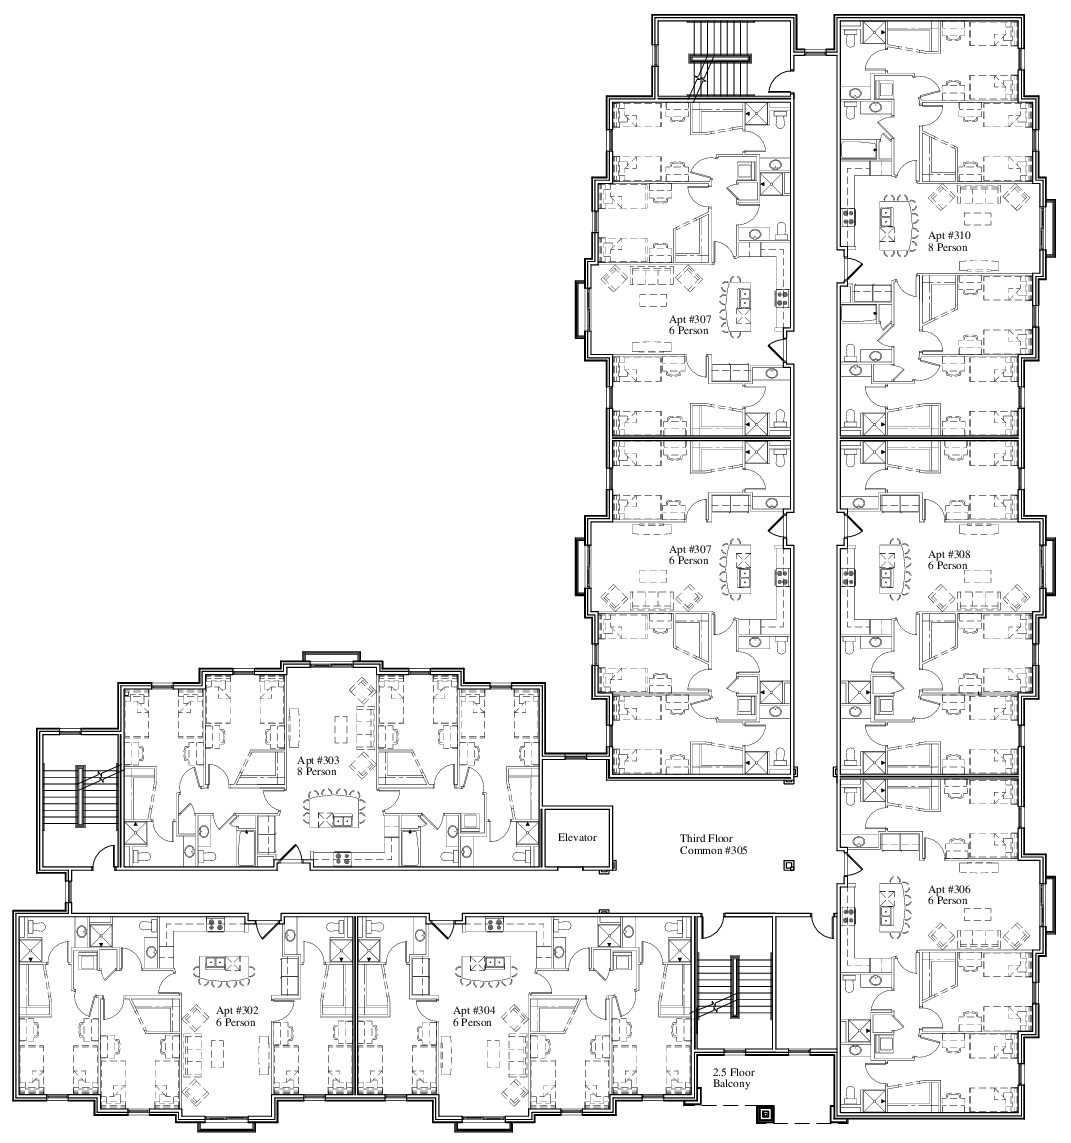 Apt #310
8 Person
Apt #307
6 Person
Apt #307
6 Person
Apt #308
6 Person
Apt #303
8 Person
Elevator
Third Floor
Common #305
Apt #306
6 Person
Apt #302
6 Person
Apt #304
6 Person
2.5 Floor
Balcony